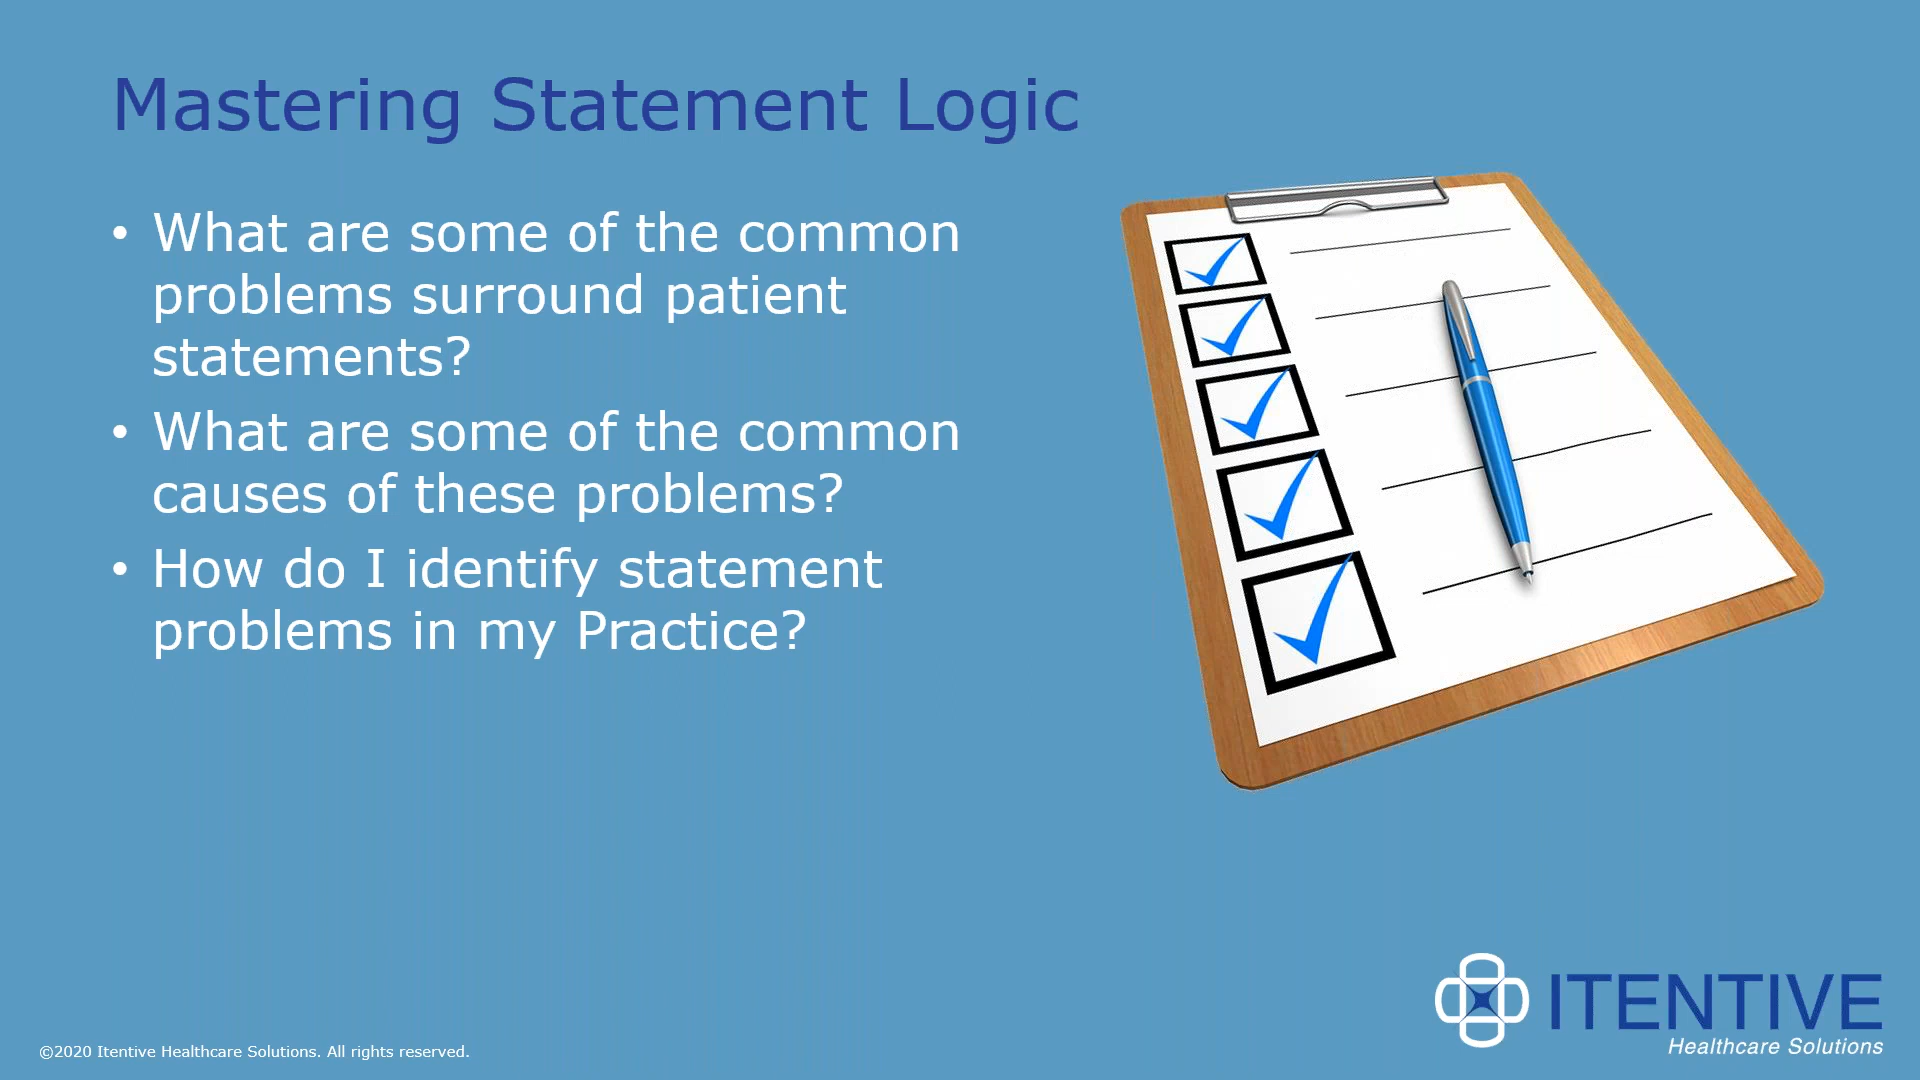 Mastering Statement Logic
• What are some of the common
problems surround patient
statements?
• What are some of the common
causes of these problems?
• How do I identify statement
problems in my Practice?
ITENTIVE
Healthcare Solutions
©2020 Itentive Healthcare Solutions. All rights reserved.